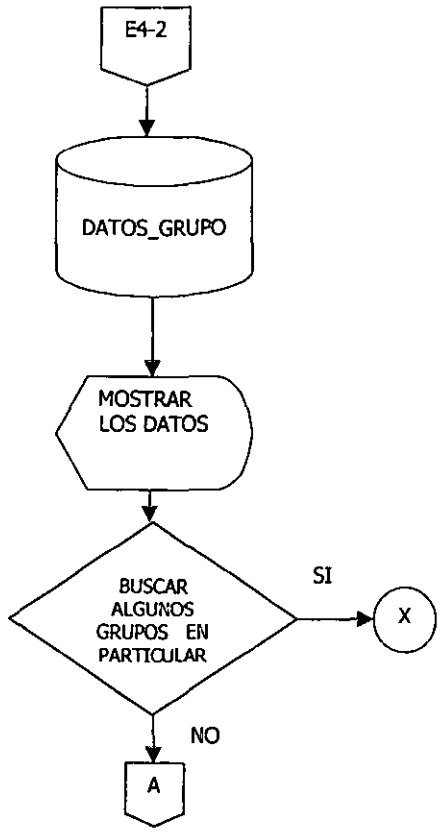 E4-2
DATOS_GRUPO
MOSTRAR
LOS DATOS
BUSCAR
ALGUNOS
GRUPOS EN
PARTICULAR
SI
X
NO
A